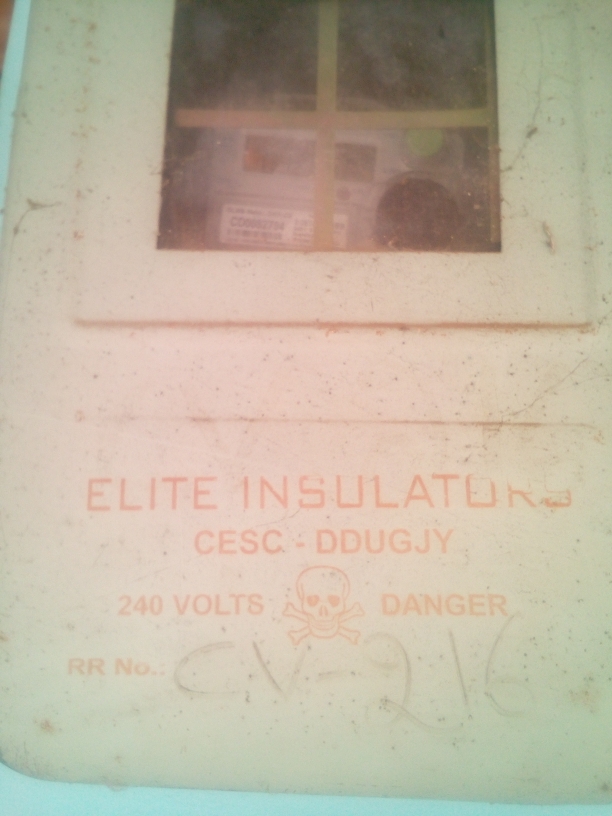 ELITE INSULATORS
CESC - DDUGJY
240 VOLTS DANGER
RR No.: CV-216